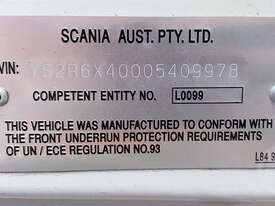 SCANIA AUST. PTY. LTD.
VIN: YS2R6X40005409978
COMPETENT ENTITY NO. L0099
THIS VEHICLE WAS MANUFACTURED TO CONFORM WITH
THE FRONT UNDERRUN PROTECTION REQUIREMENTS
OF UN / ECE REGULATION NO.93